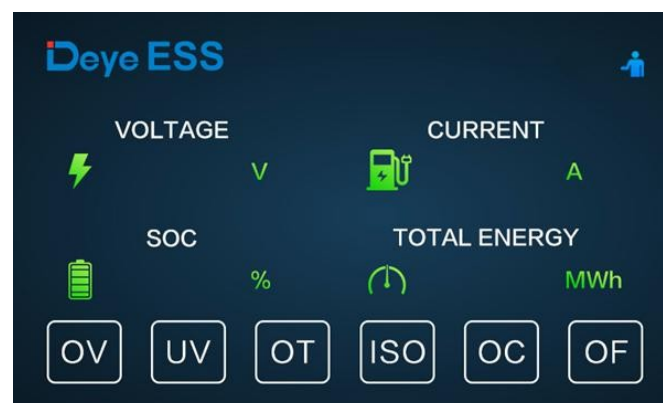 Deye ESS
VOLTAGE CURRENT
V A
SOC TOTAL ENERGY
% MWh
OV UV OT ISO OC OF